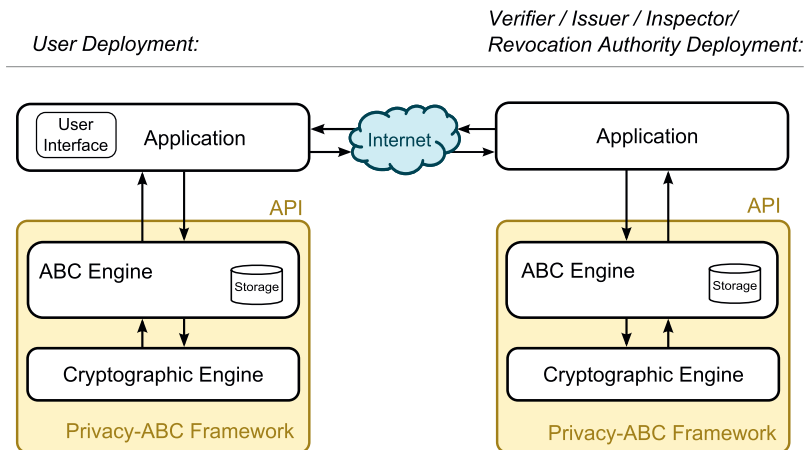 User Deployment:
Verifier / Issuer / Inspector/
Revocation Authority Deployment:
User
Interface
Application
Internet
Application
API
API
ABC Engine
Storage
ABC Engine
Storage
Cryptographic Engine
Cryptographic Engine
Privacy-ABC Framework
Privacy-ABC Framework